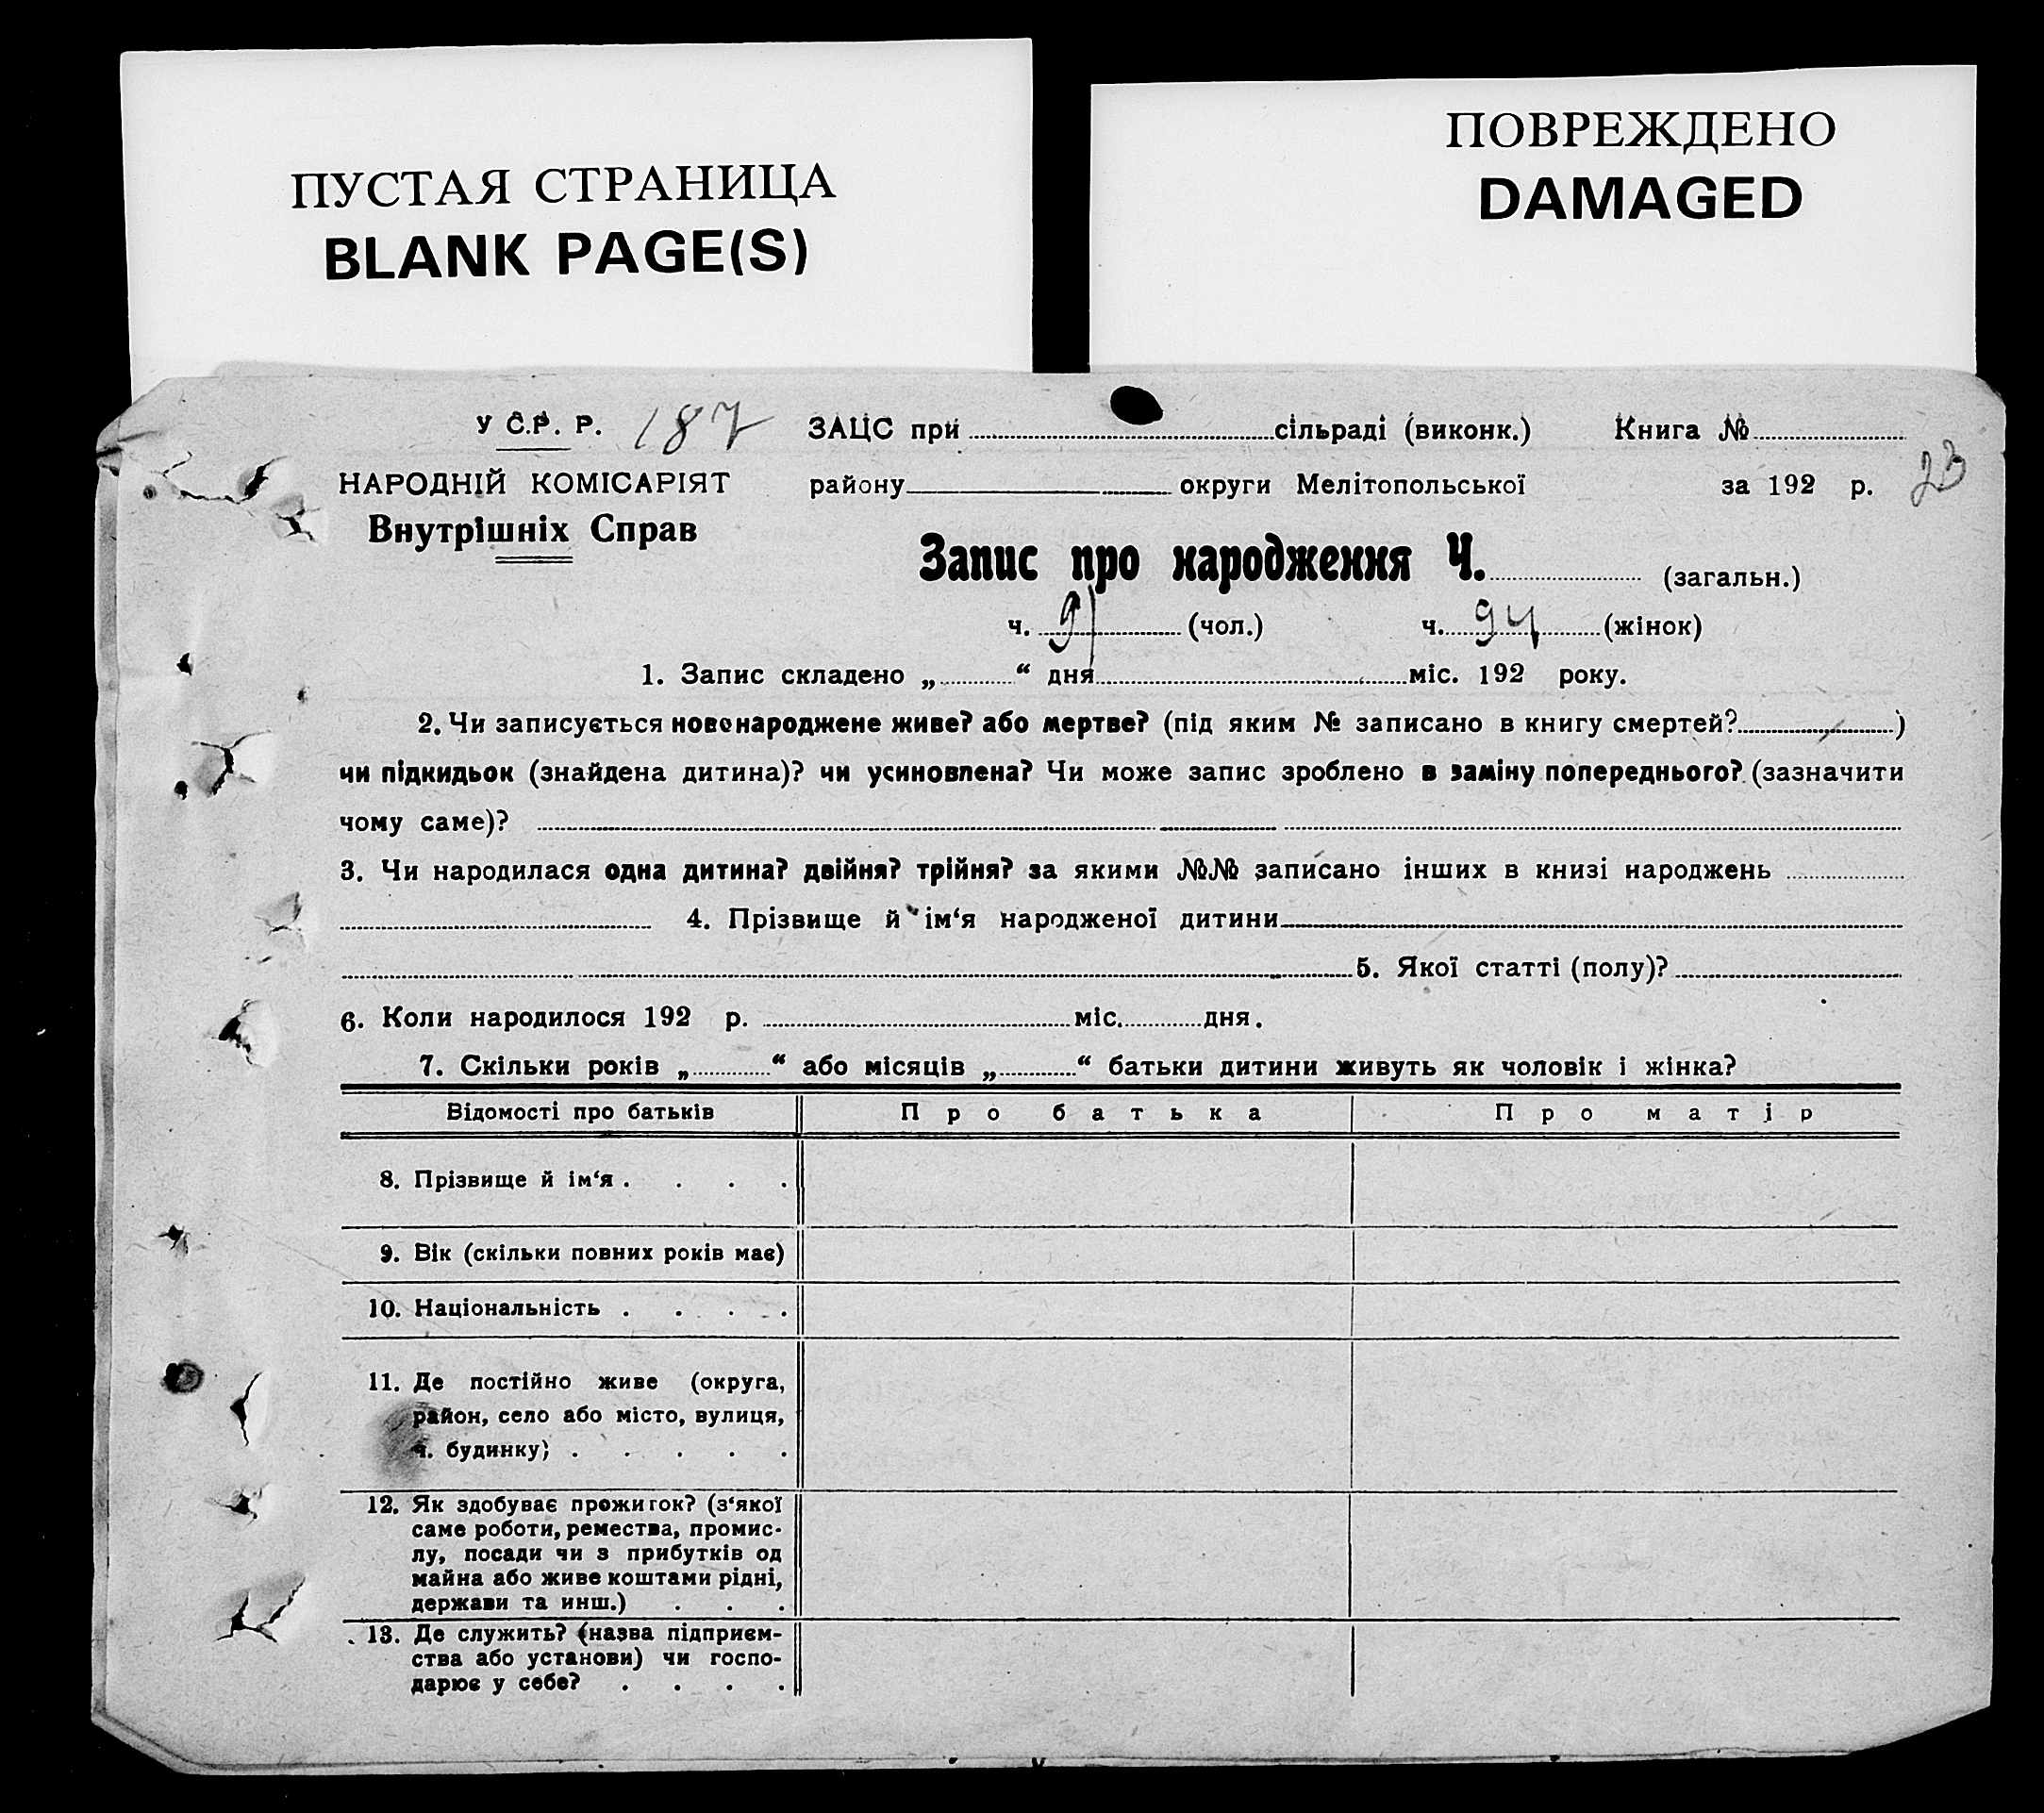 ПУСТАЯ СТРАНИЦА
BLANK PAGE(S)
ПОВРЕЖДЕНО
DAMAGED
У С.Р. Р. 187 ЗАЦС при сільраді (виконк.) Книга №
НАРОДНІЙ КОМІСАРІЯТ району округи Мелітопольської за 192 р. 23
Внутрішніх Справ
Запис про народження Ч. (загальн.)
ч. 91 (чол.) ч. 94 (жінок)
1. Запис складено „ “ дня міс. 192 року.
2. Чи записується новонароджене живе? або мертве? (під яким № записано в книгу смертей? )
чи підкидьок (знайдена дитина)? чи усиновлена? Чи може запис зроблено в заміну попереднього? (зазначити
чому саме)?
3. Чи народилася одна дитина? двійня? трійня? за якими №№ записано інших в книзі народжень
4. Прізвище й ім‘я народженої дитини
5. Якої статті (полу)?
6. Коли народилося 192 р. міс. дня.
7. Скільки років „ “ або місяців „ “ батьки дитини живуть як чоловік і жінка?
Відомості про батьків Про батька Про матір
8. Прізвище й ім‘я . . . .
9. Вік (скільки повних років має)
10. Національність . . . .
11. Де постійно живе (округа,
район, село або місто, вулиця,
ч. будинку) . . . . .
12. Як здобуває прожиток? (з‘якої
саме роботи, ремества, промис-
лу, посади чи з прибутків од
майна або живе коштами рідні,
держави та инш.) . . .
13. Де служить? (назва підприєм-
ства або установи) чи госпо-
дарює у себе? . . . .